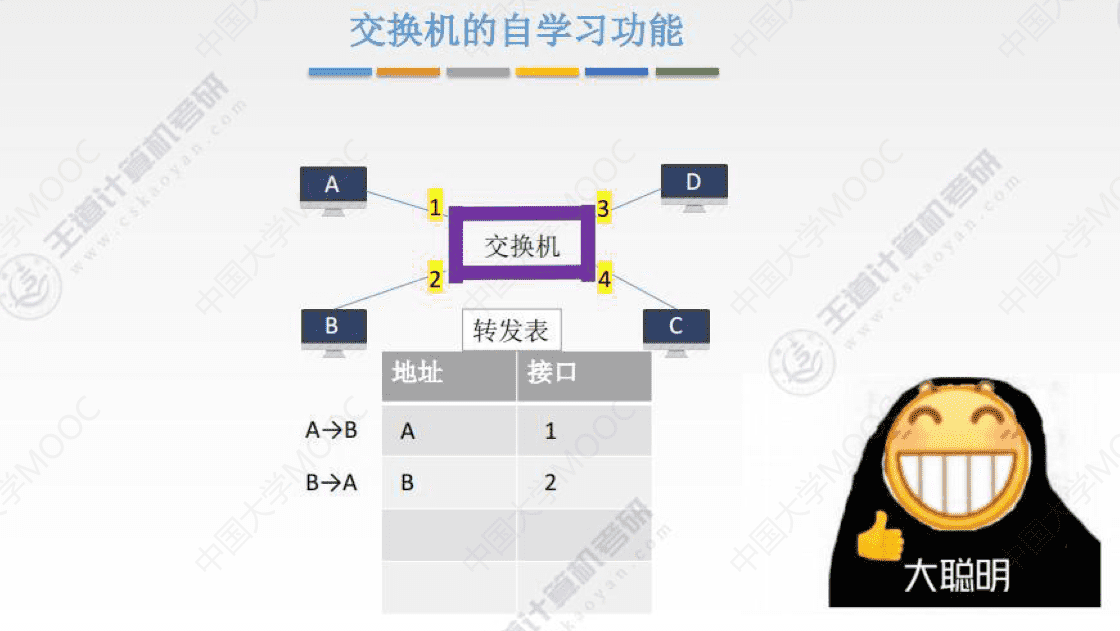 交换机的自学习功能
A
D
1
3
交换机
2
4
B
C
转发表
地址 接口
A→B A 1
B→A B 2
大聪明
中国大学MOOC
王道计算机考研
www.cskaoyan.com